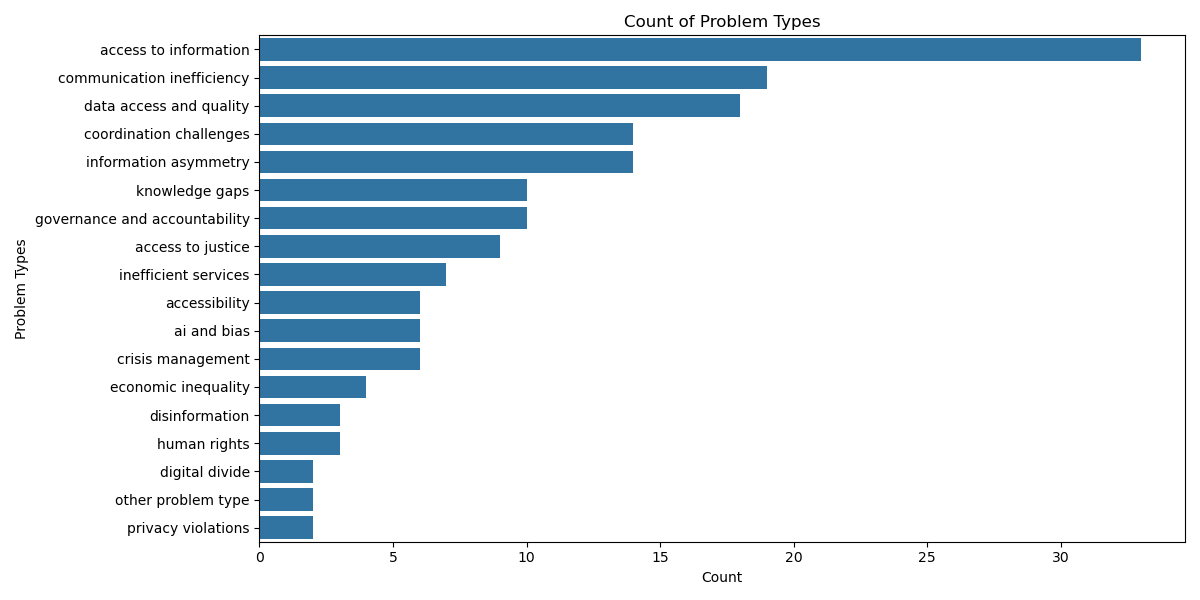 Count of Problem Types
Problem Types
access to information
communication inefficiency
data access and quality
coordination challenges
information asymmetry
knowledge gaps
governance and accountability
access to justice
inefficient services
accessibility
ai and bias
crisis management
economic inequality
disinformation
human rights
digital divide
other problem type
privacy violations
0 5 10 15 20 25 30
Count